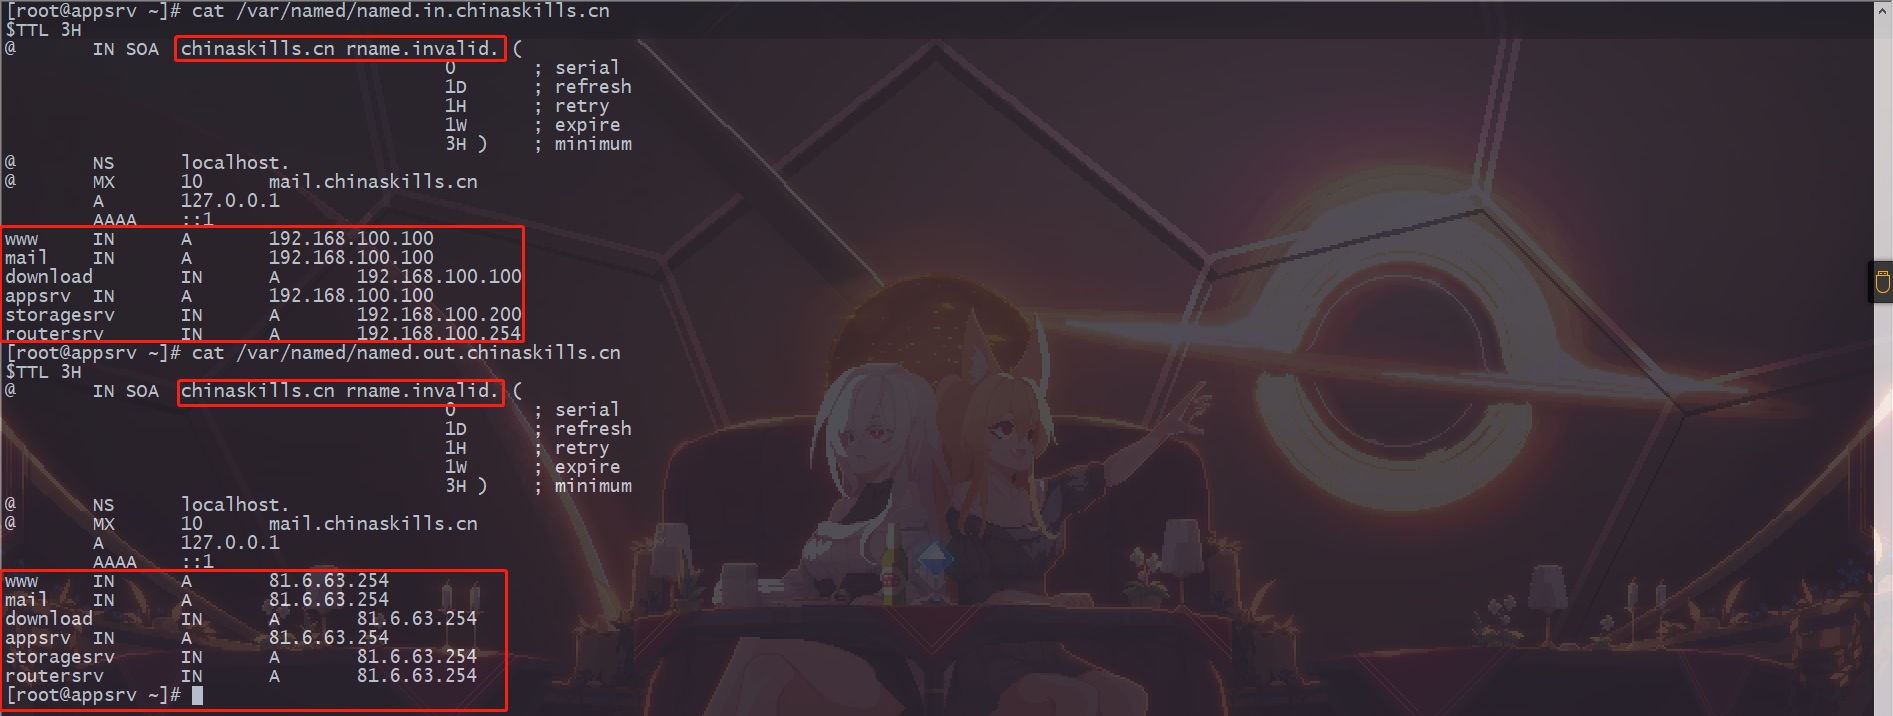 [root@appsrv ~]# cat /var/named/named.in.chinaskills.cn
$TTL 3H
@ IN SOA chinaskills.cn rname.invalid. (
0 ; serial
1D ; refresh
1H ; retry
1W ; expire
3H ) ; minimum
@ NS localhost.
@ MX 10 mail.chinaskills.cn
A 127.0.0.1
AAAA ::1
www IN A 192.168.100.100
mail IN A 192.168.100.100
download IN A 192.168.100.100
appsrv IN A 192.168.100.100
storagesrv IN A 192.168.100.200
routersrv IN A 192.168.100.254
[root@appsrv ~]# cat /var/named/named.out.chinaskills.cn
$TTL 3H
@ IN SOA chinaskills.cn rname.invalid. (
0 ; serial
1D ; refresh
1H ; retry
1W ; expire
3H ) ; minimum
@ NS localhost.
@ MX 10 mail.chinaskills.cn
A 127.0.0.1
AAAA ::1
www IN A 81.6.63.254
mail IN A 81.6.63.254
download IN A 81.6.63.254
appsrv IN A 81.6.63.254
storagesrv IN A 81.6.63.254
routersrv IN A 81.6.63.254
[root@appsrv ~]#